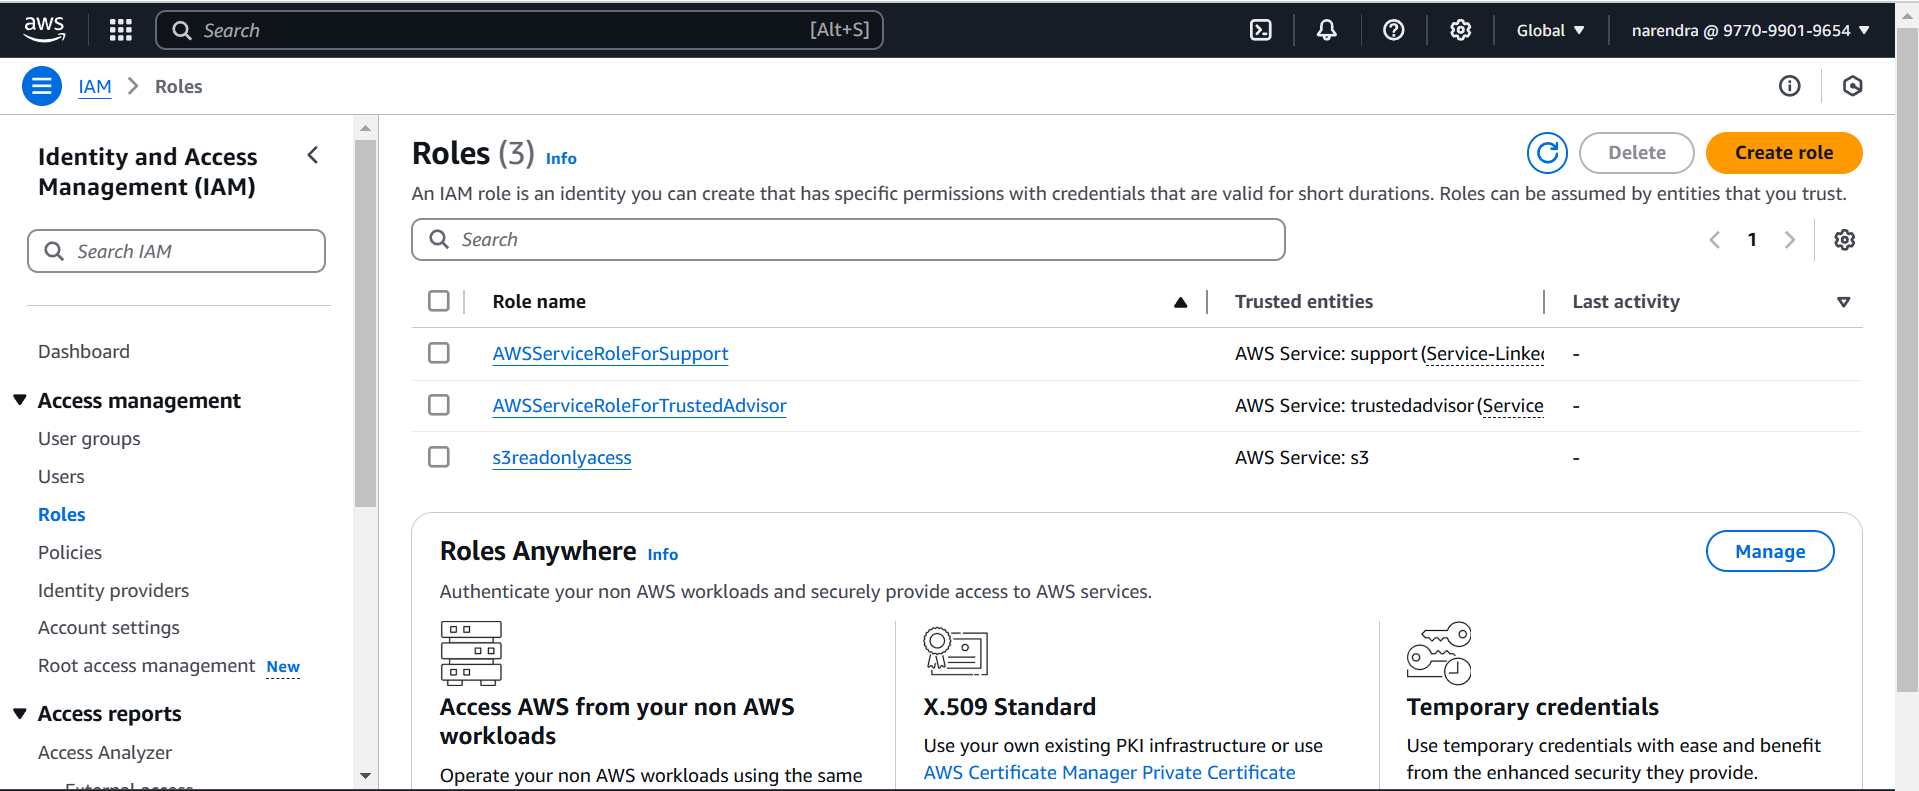 aws
Search [Alt+S]
Global
narendra @ 9770-9901-9654
IAM > Roles
Identity and Access
Management (IAM)
Search IAM
Dashboard
Access management
User groups
Users
Roles
Policies
Identity providers
Account settings
Root access management New
Access reports
Access Analyzer
External access
Roles (3) Info
Delete
Create role
An IAM role is an identity you can create that has specific permissions with credentials that are valid for short durations. Roles can be assumed by entities that you trust.
Search
1
Role name Trusted entities Last activity
AWSServiceRoleForSupport AWS Service: support (Service-Linked -
AWSServiceRoleForTrustedAdvisor AWS Service: trustedadvisor (Service -
s3readonlyacess AWS Service: s3 -
Roles Anywhere Info
Manage
Authenticate your non AWS workloads and securely provide access to AWS services.
Access AWS from your non AWS
workloads
Operate your non AWS workloads using the same
X.509 Standard
Use your own existing PKI infrastructure or use
AWS Certificate Manager Private Certificate
Temporary credentials
Use temporary credentials with ease and benefit
from the enhanced security they provide.